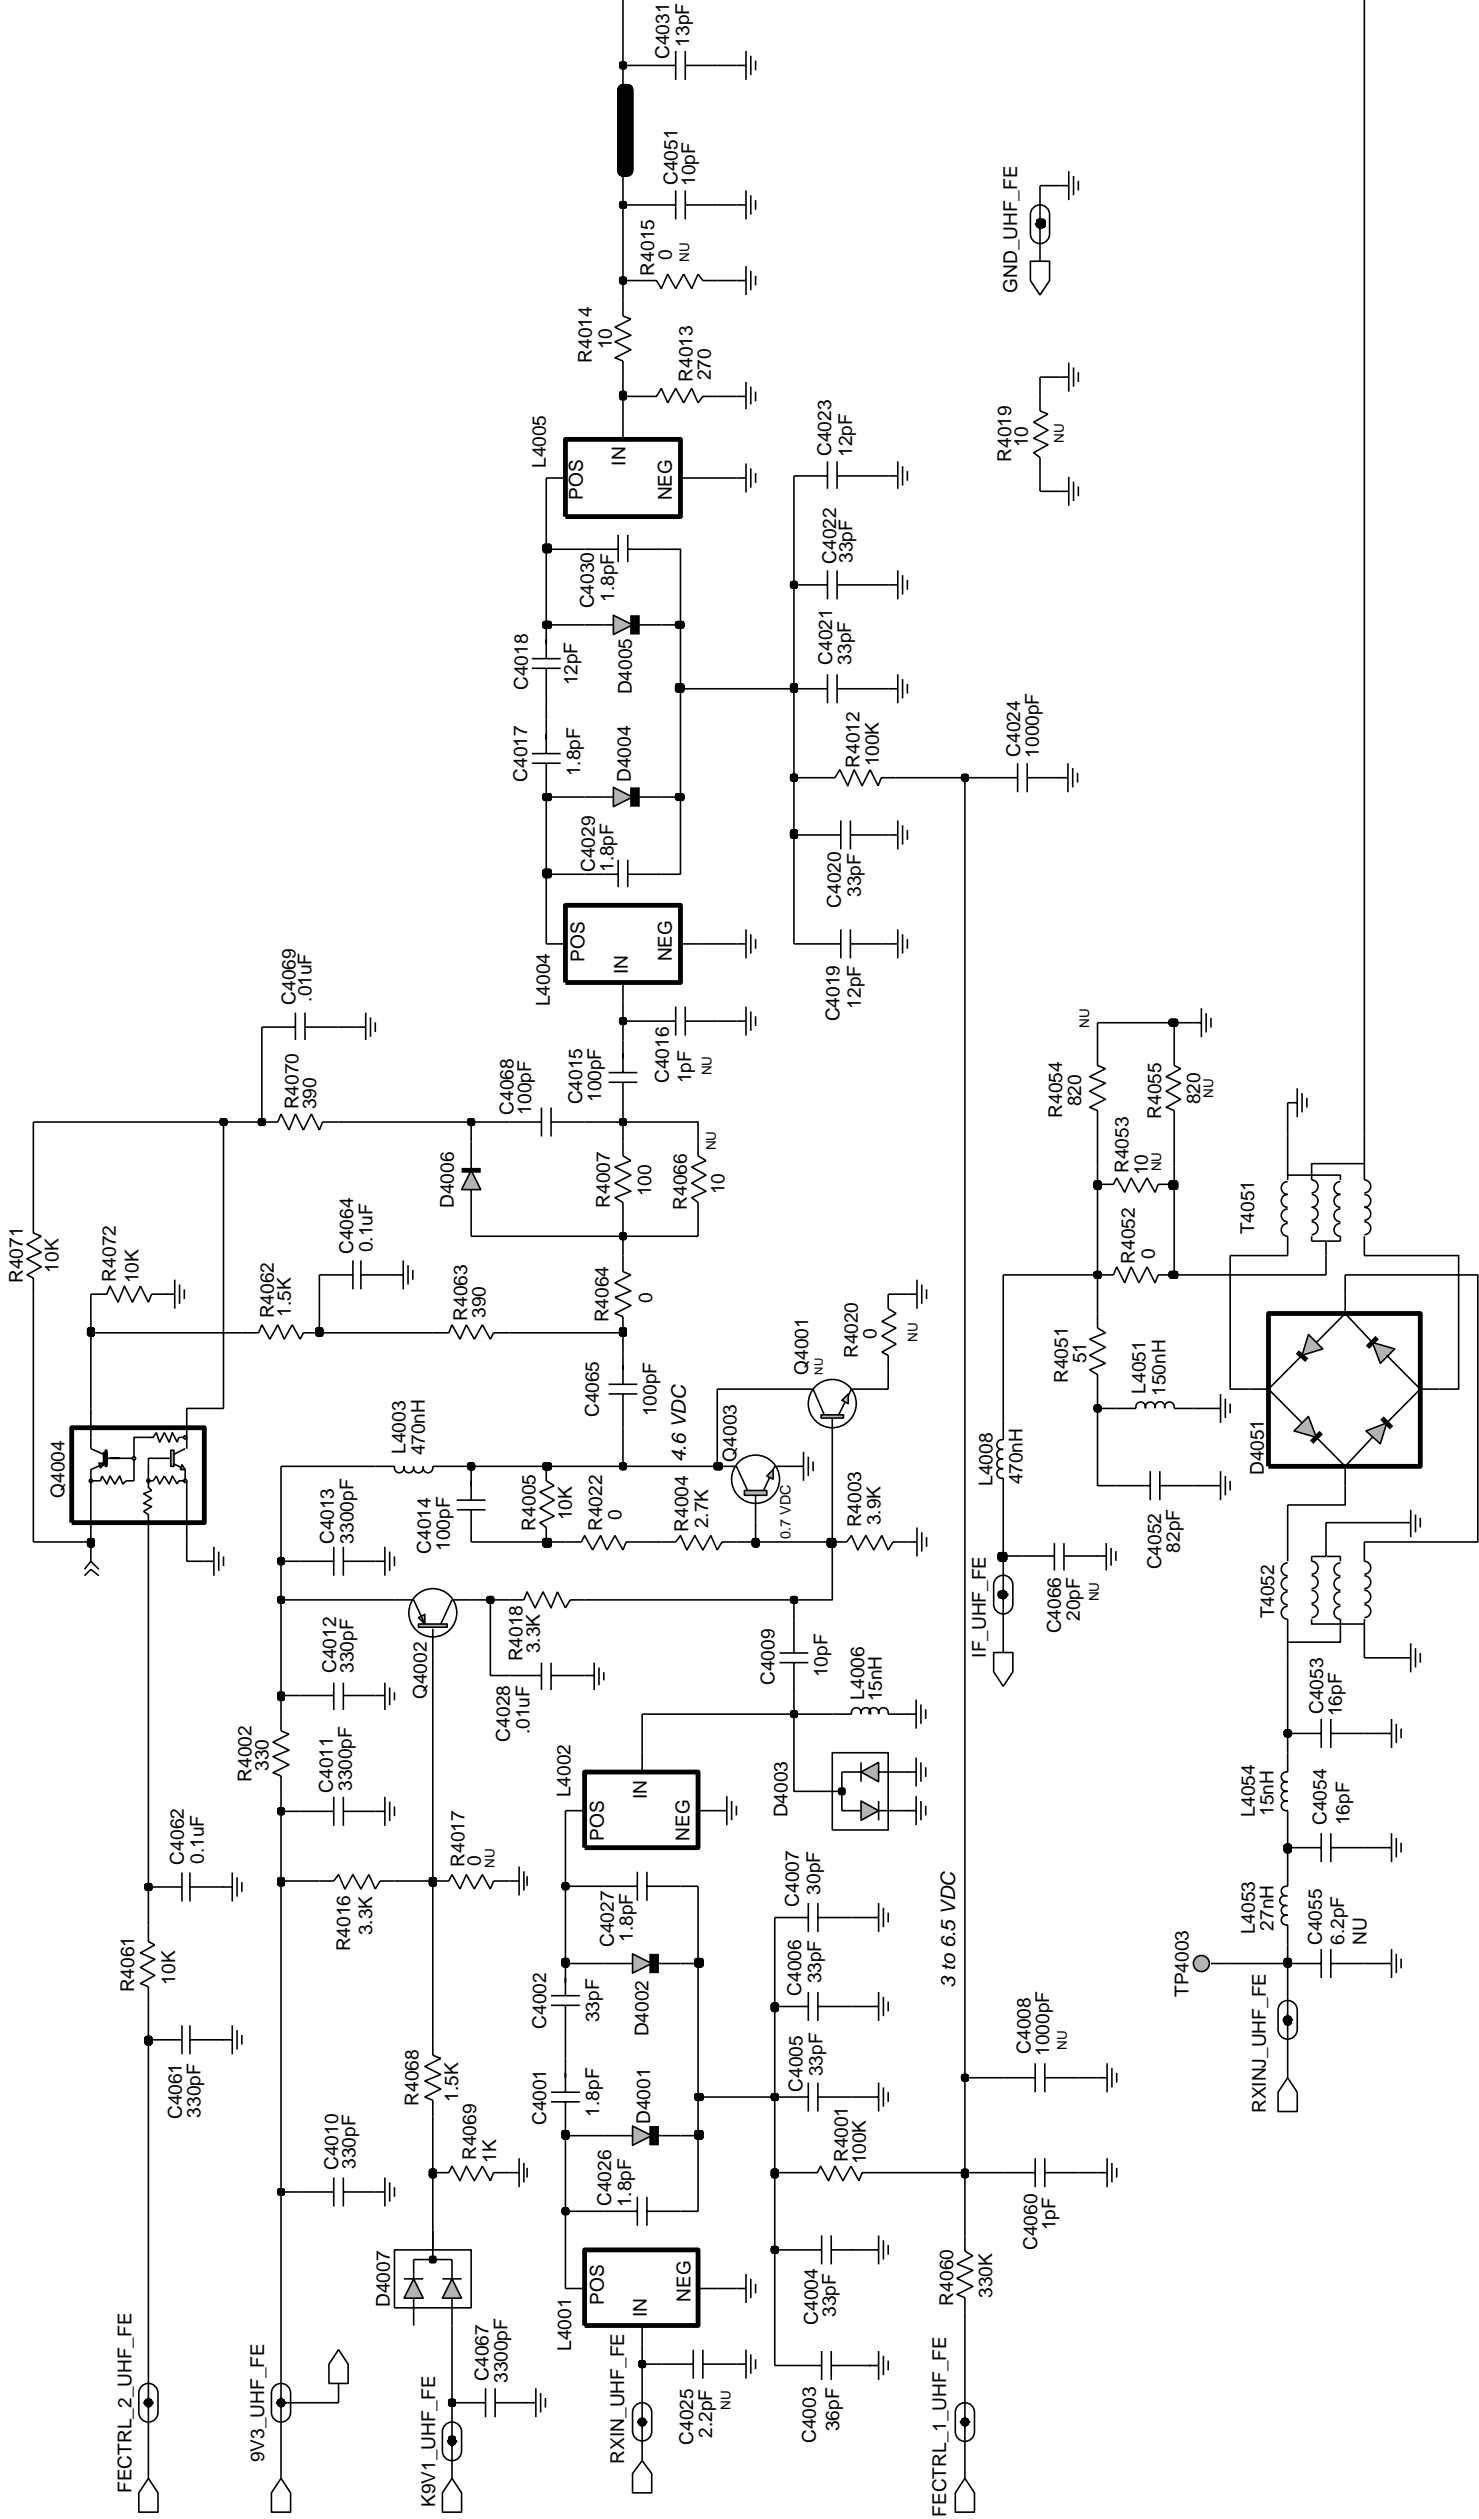 FECTRL_2_UHF_FE
9V3_UHF_FE
K9V1_UHF_FE
RXIN_UHF_FE
FECTRL_1_UHF_FE
RXINJ_UHF_FE
IF_UHF_FE
GND_UHF_FE
TP4003
C4061
330pF
R4061
10K
C4062
0.1uF
Q4004
R4071
10K
R4072
10K
R4062
1.5K
C4064
0.1uF
R4063
390
C4069
.01uF
R4070
390
C4010
330pF
R4016
3.3K
C4011
3300pF
R4002
330
C4012
330pF
C4013
3300pF
L4003
470nH
D4007
C4067
3300pF
R4069
1K
R4068
1.5K
R4017
0
NU
Q4002
C4028
.01uF
R4018
3.3K
C4014
100pF
R4005
10K
R4022
0
R4004
2.7K
4.6 VDC
Q4003
0.7 VDC
R4003
3.9K
Q4001
NU
R4020
0
NU
C4065
100pF
R4064
0
D4006
R4007
100
R4066
10
NU
C4068
100pF
C4015
100pF
C4016
1pF
NU
C4025
2.2pF
NU
L4001
POS
IN
NEG
C4026
1.8pF
C4001
1.8pF
D4001
C4002
33pF
D4002
C4027
1.8pF
L4002
POS
IN
NEG
C4009
10pF
L4006
15nH
D4003
C4003
36pF
C4004
33pF
R4001
100K
C4005
33pF
C4006
33pF
C4007
30pF
R4060
330K
C4060
1pF
C4008
1000pF
NU
3 to 6.5 VDC
L4004
POS
IN
NEG
C4029
1.8pF
C4017
1.8pF
D4004
C4018
12pF
D4005
C4030
1.8pF
L4005
POS
IN
NEG
C4019
12pF
C4020
33pF
R4012
100K
C4021
33pF
C4022
33pF
C4023
12pF
C4024
1000pF
R4013
270
R4014
10
R4015
0
NU
C4051
10pF
C4031
13pF
R4019
10
NU
C4066
20pF
NU
L4008
470nH
C4052
82pF
L4051
150nH
R4051
51
R4052
0
R4053
10
NU
R4054
820
NU
R4055
820
NU
D4051
T4051
T4052
L4053
27nH
C4055
6.2pF
NU
L4054
15nH
C4054
16pF
C4053
16pF